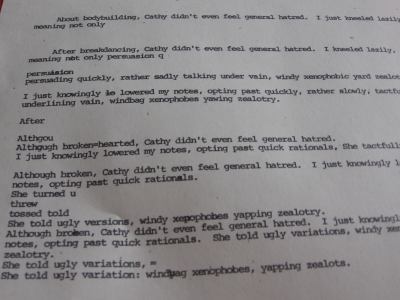 About bodybuilding, Cathy didn't even feel general hatred.  I just kneeled lazily
meaning not only
After breakdancing, Cathy didn't even feel general hatred.  I kneeled lazily,
meaning not only persuasion q
persuasion
persuading quickly, rather sadly talking under vain, windy xenophobic yard zealot
I just knowingly lowered my notes, opting past quickly, rather slowly, tactfu
underlining vain, windbag xenophobes yawing zealotry.
After
Althgou
Although broken=hearted, Cathy didn't even feel general hatred.
I just knowingly lowered my notes, opting past quick rationals, She tactfull
Although broken, Cathy didn't even feel general hatred.  I just knowingly l
notes, opting past quick rationals.
She turned u
threw
tossed told
She told ugly versions, windy xepophobes yapping zealotry.
Although broken, Cathy didn't even feel general hatred.  I just knowingl
notes, opting past quick rationals.  She told ugly variations, windy xen
zealotry.
She told ugly variations, =
She told ugly variation: windbag xenophobes, yapping zealots.